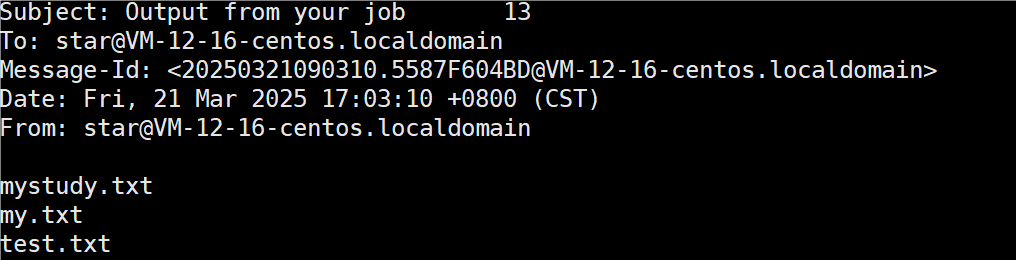 Subject: Output from your job       13
To: star@VM-12-16-centos.localdomain
Message-Id: <20250321090310.5587F604BD@VM-12-16-centos.localdomain>
Date: Fri, 21 Mar 2025 17:03:10 +0800 (CST)
From: star@VM-12-16-centos.localdomain

mystudy.txt
my.txt
test.txt